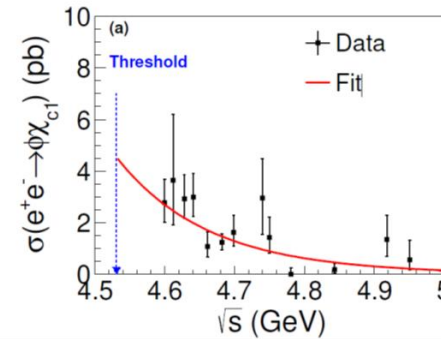 10
(a)
Data
Threshold
Fit
8
6
4
2
0
σ(e⁺e⁻→ϕχc1) (pb)
4.5 4.6 4.7 4.8 4.9 5
√s (GeV)